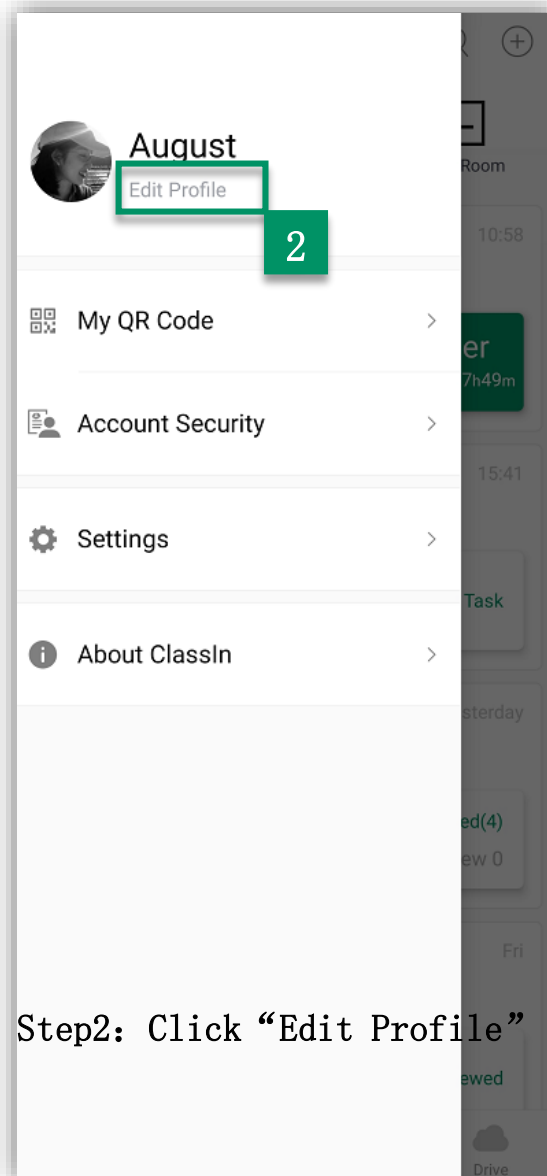 August
Room
Edit Profile
10:58
2
My QR Code
er
7h49m
Account Security
15:41
Settings
Task
About ClassIn
sterday
ed(4)
ew 0
Fri
Step2: Click “Edit Profile”
ewed
Drive